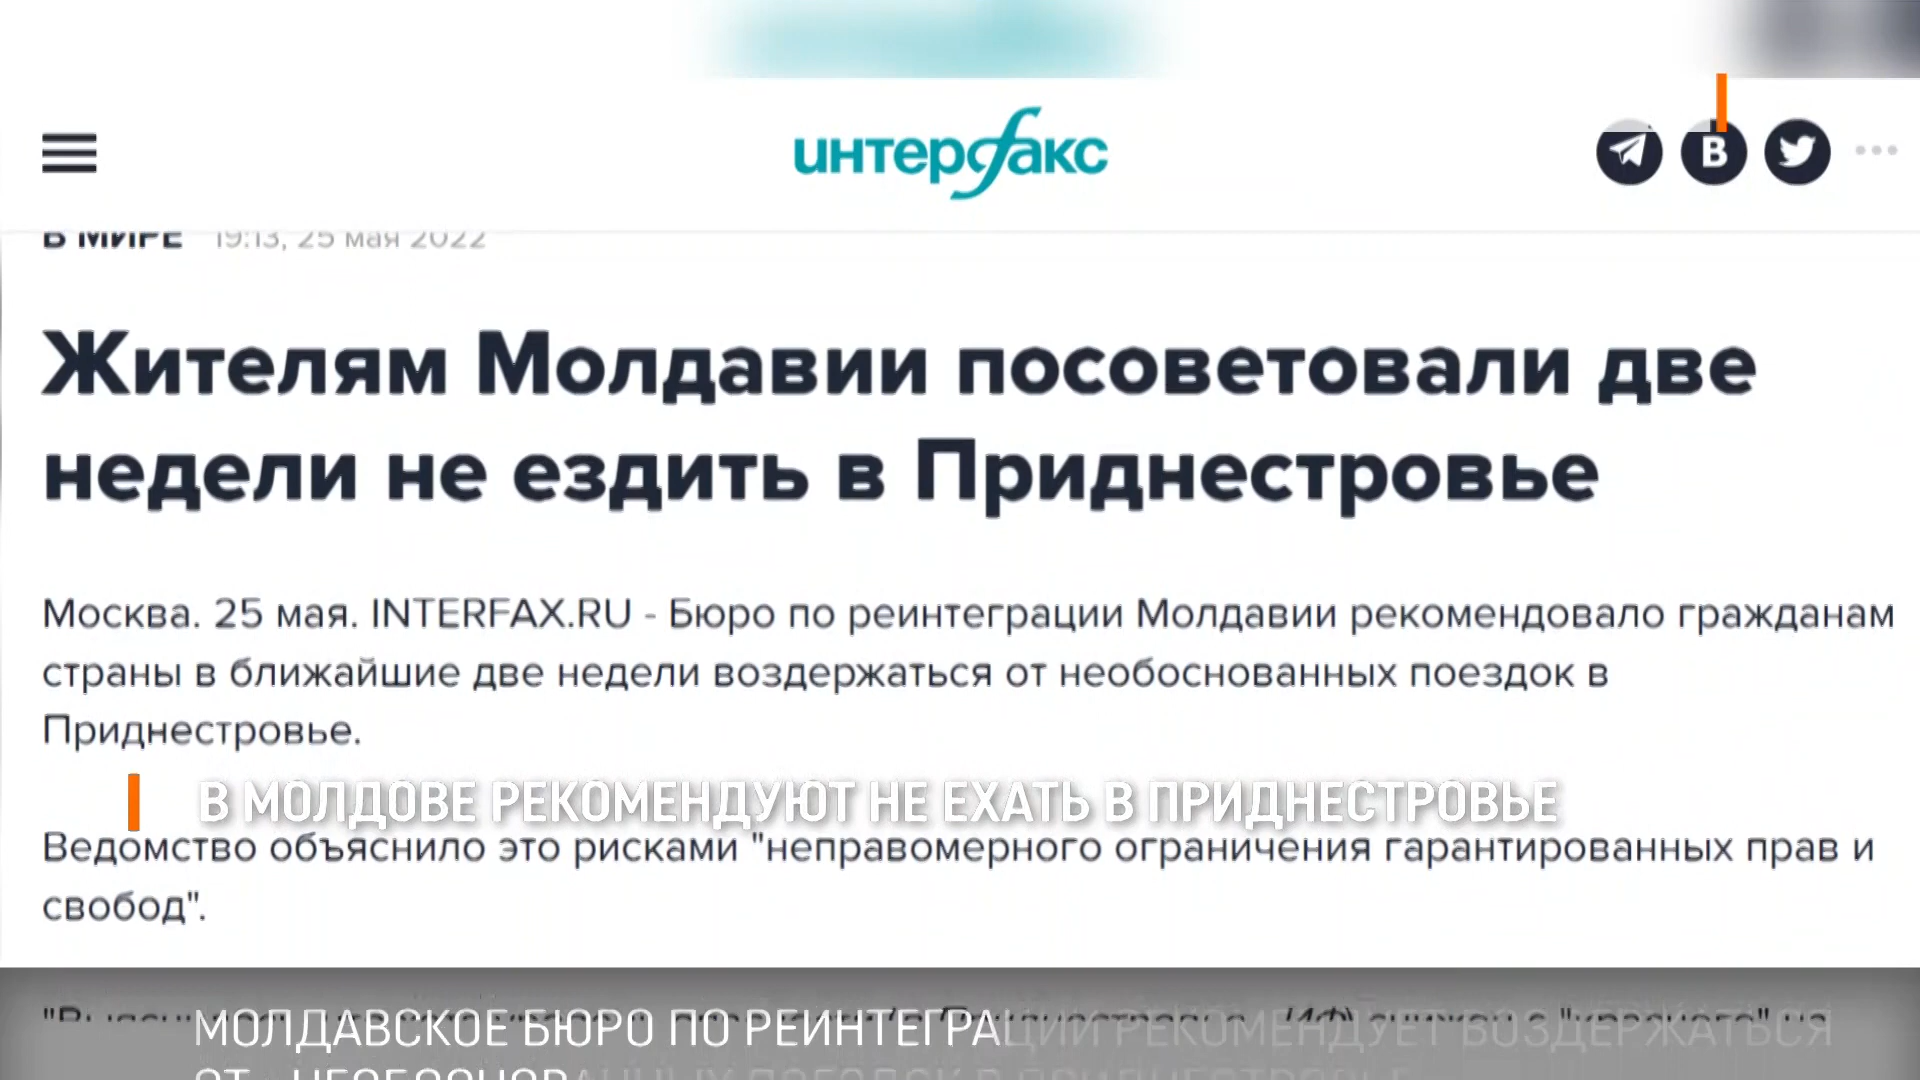 интерфакс
В МИРЕ 19:13, 25 мая 2022
Жителям Молдавии посоветовали две
недели не ездить в Приднестровье
Москва. 25 мая. INTERFAX.RU - Бюро по реинтеграции Молдавии рекомендовало гражданам
страны в ближайшие две недели воздержаться от необоснованных поездок в
Приднестровье.
В МОЛДОВЕ РЕКОМЕНДУЮТ НЕ ЕХАТЬ В ПРИДНЕСТРОВЬЕ
Ведомство объяснило это рисками "неправомерного ограничения гарантированных прав и
свобод".
МОЛДАВСКОЕ БЮРО ПО РЕИНТЕГРАЦИИ РЕКОМЕНДУЕТ ВОЗДЕРЖАТЬСЯ